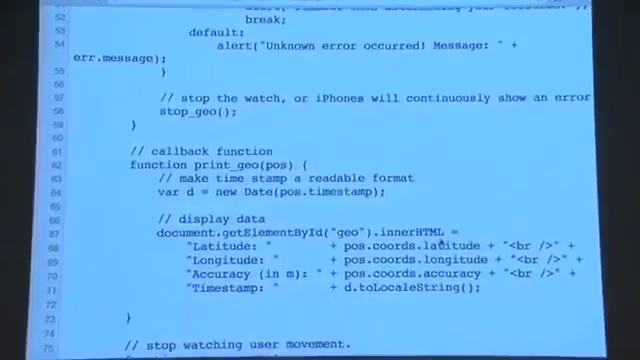 52 break;
53 default:
54 alert("Unknown error occurred! Message: " +
err.message);
55 }
56
57 // stop the watch, or iPhones will continuously show an error
58 stop_geo();
59 }
60
61 // callback function
62 function print_geo(pos) {
63 // make time stamp a readable format
64 var d = new Date(pos.timestamp);
65
66 // display data
67 document.getElementById("geo").innerHTML =
68 "Latitude: " + pos.coords.latitude + "<br />" +
69 "Longitude: " + pos.coords.longitude + "<br />" +
70 "Accuracy (in m): " + pos.coords.accuracy + "<br />" +
71 "Timestamp: " + d.toLocaleString();
72
73 }
74
75 // stop watching user movement.